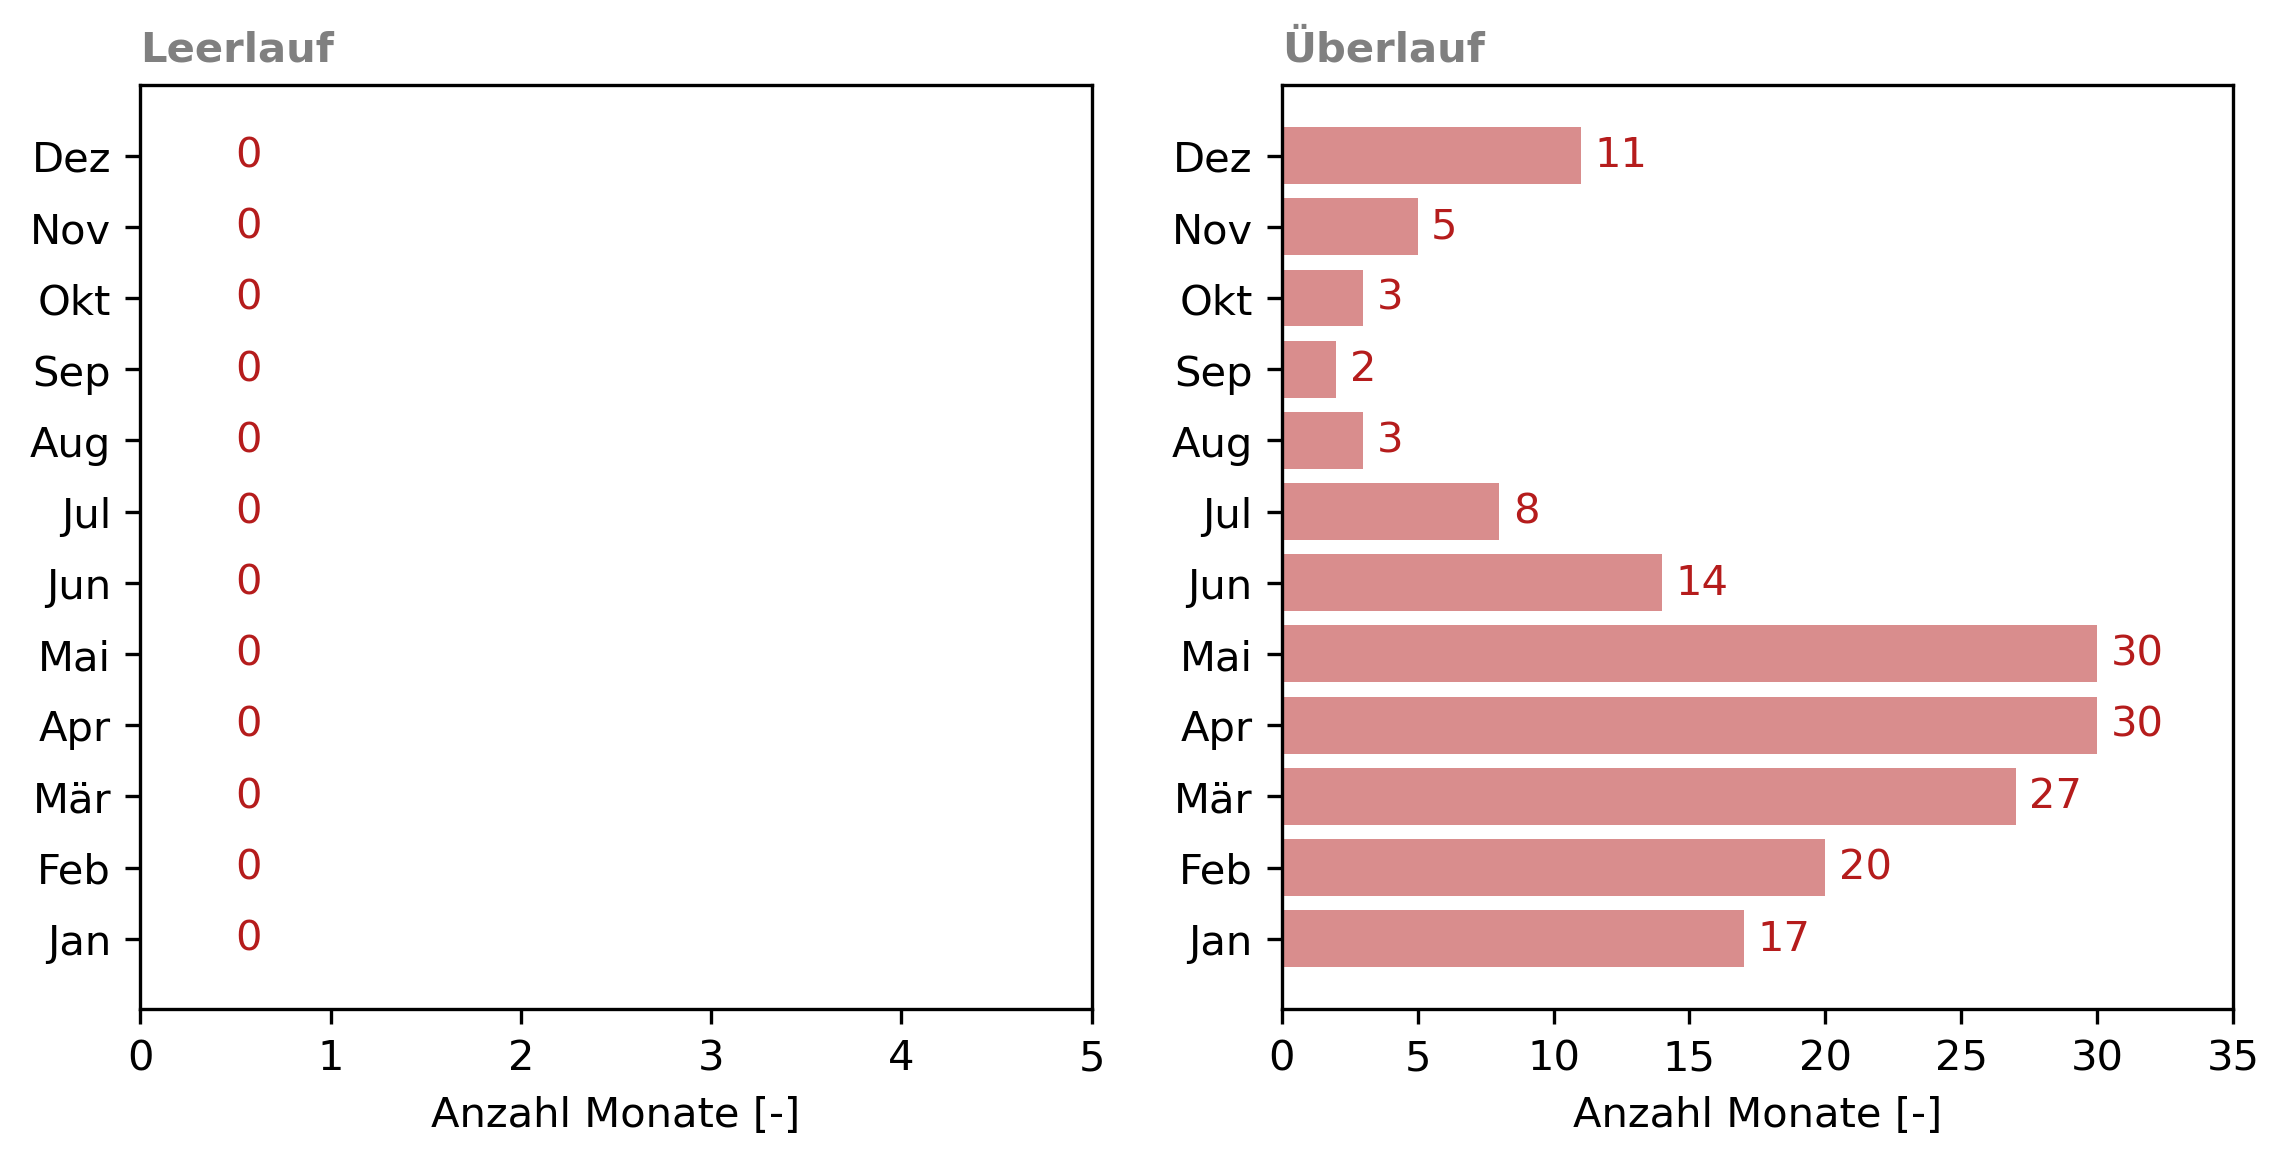 Leerlauf
Dez 0
Nov 0
Okt 0
Sep 0
Aug 0
Jul 0
Jun 0
Mai 0
Apr 0
Mär 0
Feb 0
Jan 0
0 1 2 3 4 5
Anzahl Monate [-]
Überlauf
Dez 11
Nov 5
Okt 3
Sep 2
Aug 3
Jul 8
Jun 14
Mai 30
Apr 30
Mär 27
Feb 20
Jan 17
0 5 10 15 20 25 30 35
Anzahl Monate [-]